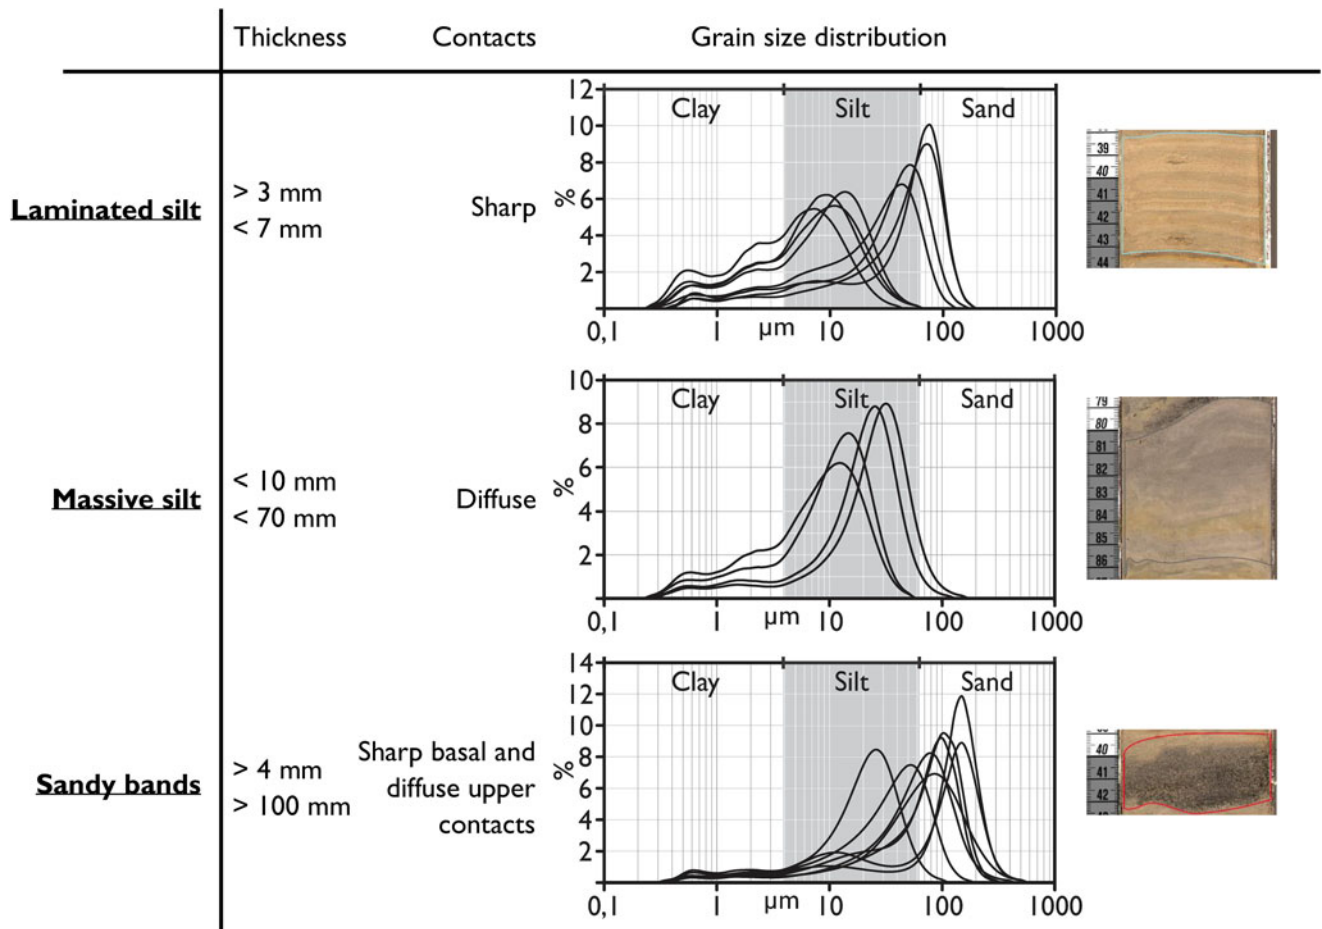 Thickness Contacts Grain size distribution
Laminated silt
> 3 mm
< 7 mm
Sharp
12
10
8
6
4
2
%
Clay Silt Sand
0,1 1 µm 10 100 1000
39
40
41
42
43
44
Massive silt
< 10 mm
< 70 mm
Diffuse
10
8
6
4
2
%
Clay Silt Sand
0,1 1 µm 10 100 1000
79
80
81
82
83
84
85
86
Sandy bands
> 4 mm
> 100 mm
Sharp basal and
diffuse upper
contacts
14
12
10
8
6
4
2
%
Clay Silt Sand
0,1 1 µm 10 100 1000
40
41
42